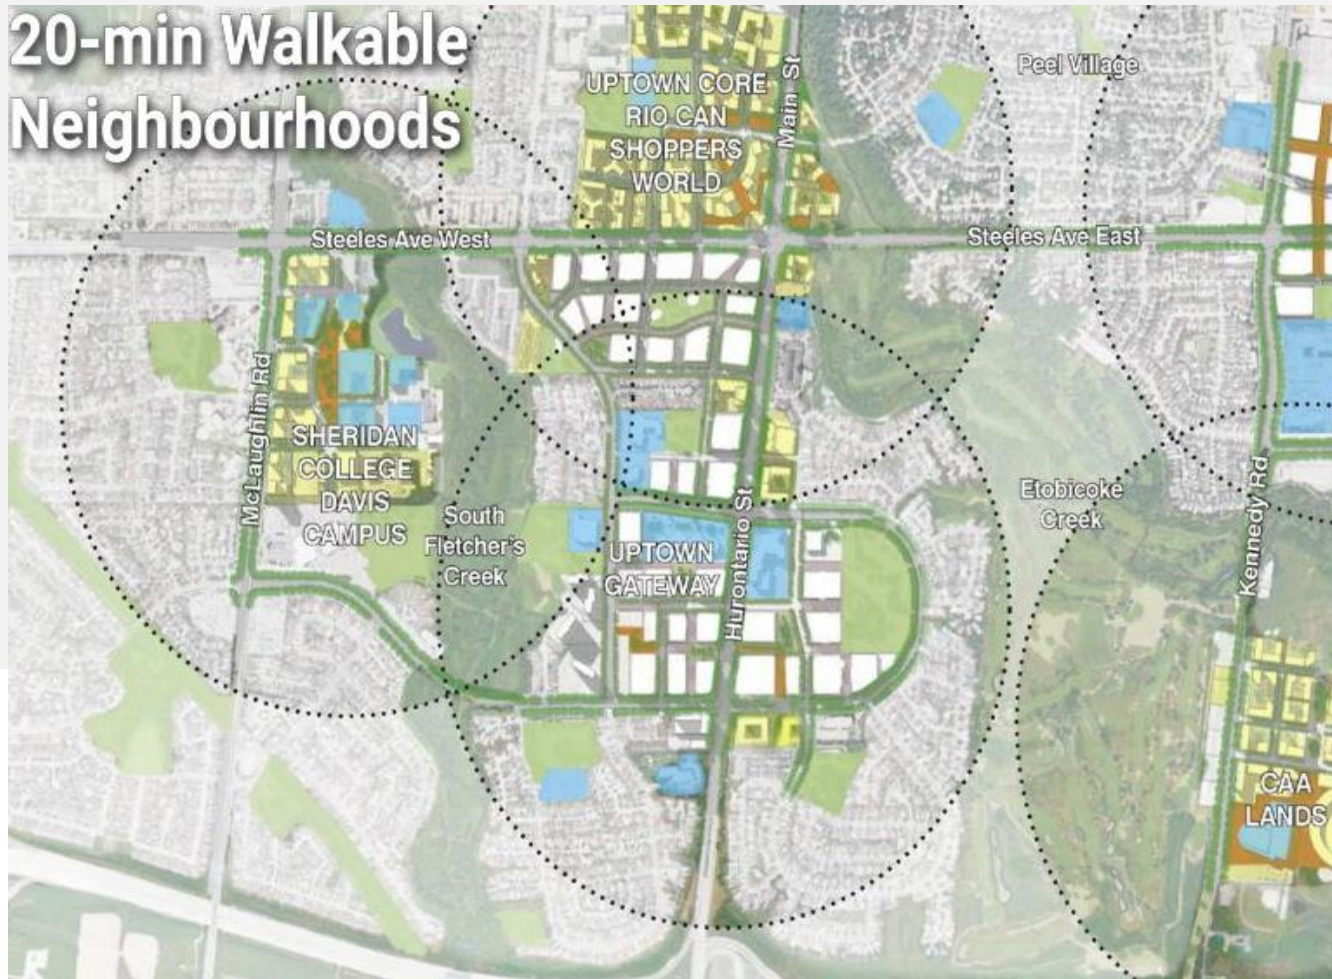 20-min Walkable
Neighbourhoods
UPTOWN CORE
RIO CAN
SHOPPERS
WORLD
Main St
Peel Village
Steeles Ave West
Steeles Ave East
McLaughlin Rd
SHERIDAN
COLLEGE
DAVIS
CAMPUS
South
Fletcher's
Creek
UPTOWN
GATEWAY
Hurontario St
Etobicoke
Creek
Kennedy Rd
CAA
LANDS